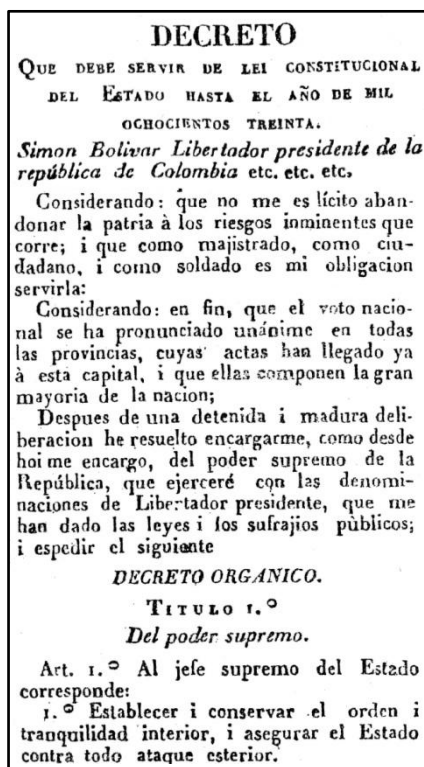 DECRETO
QUE DEBE SERVIR DE LEI CONSTITUCIONAL
DEL ESTADO HASTA EL AÑO DE MIL
OCHOCIENTOS TREINTA.
Simon Bolivar Libertador presidente de la
república de Colombia etc. etc. etc.
Considerando: que no me es lícito aban-
donar la patria à los riesgos inminentes que
corre; i que como majistrado, como ciu-
dadano, i como soldado es mi obligacion
servirla:
Considerando: en fin, que el voto nacio-
nal se ha pronunciado unánime en todas
las provincias, cuyas actas han llegado ya
à esta capital, i que ellas componen la gran
mayoria de la nacion;
Despues de una detenida i madura deli-
beracion he resuelto encargarme, como desde
hoi me encargo, del poder supremo de la
República, que ejerceré con las denomi-
naciones de Libertador presidente, que me
han dado las leyes i los sufrajios pùblicos;
i espedir el siguiente
DECRETO ORGANICO.
TITULO 1.º
Del poder supremo.
Art. 1.º Al jefe supremo del Estado
corresponde:
1.º Establecer i conservar el orden i
tranquilidad interior, i asegurar el Estado
contra todo ataque esterior.